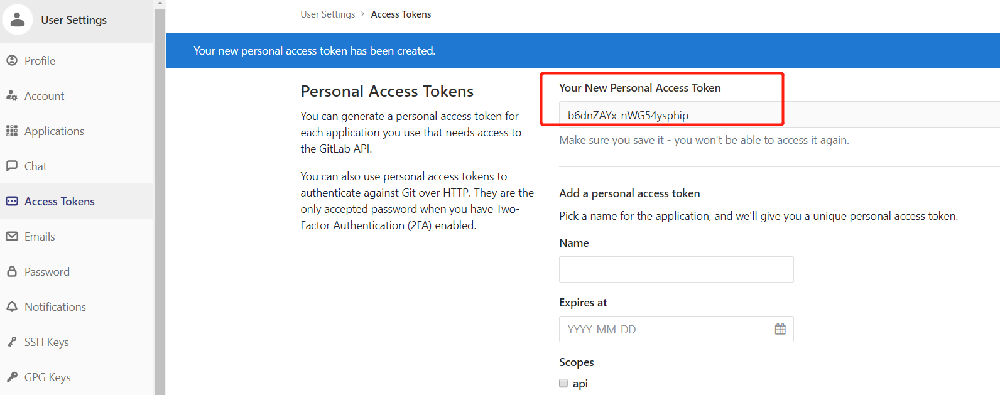 User Settings
Profile
Account
Applications
Chat
Access Tokens
Emails
Password
Notifications
SSH Keys
GPG Keys
User Settings > Access Tokens
Your new personal access token has been created.
Personal Access Tokens
You can generate a personal access token for
each application you use that needs access to
the GitLab API.
You can also use personal access tokens to
authenticate against Git over HTTP. They are the
only accepted password when you have Two-
Factor Authentication (2FA) enabled.
Your New Personal Access Token
b6dnZAYx-nWG54ysphip
Make sure you save it - you won't be able to access it again.
Add a personal access token
Pick a name for the application, and we'll give you a unique personal access token.
Name
Expires at
YYYY-MM-DD
Scopes
api